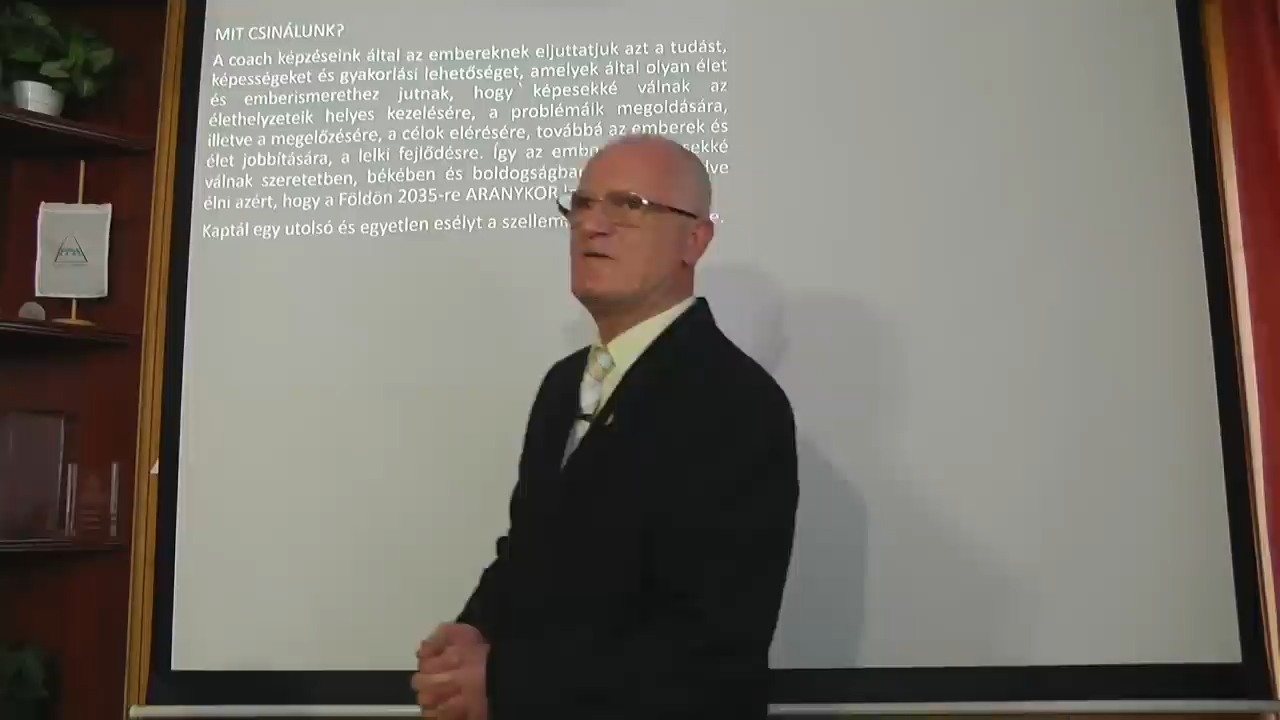 MIT CSINÁLUNK?
A coach képzéseink által az embereknek eljuttatjuk azt a tudást,
képességeket és gyakorlási lehetőséget, amelyek által olyan élet
és emberismerethez jutnak, hogy képesekké válnak az
élethelyzeteik helyes kezelésére, a problémáik megoldására,
illetve a megelőzésére, a célok elérésére, továbbá az emberek és
élet jobbítására, a lelki fejlődésre. Így az
válnak szeretetben, békében és
élni azért, hogy a Földön 2035-re ARANYKOR
Kaptál egy utolsó és egyetlen esélyt a